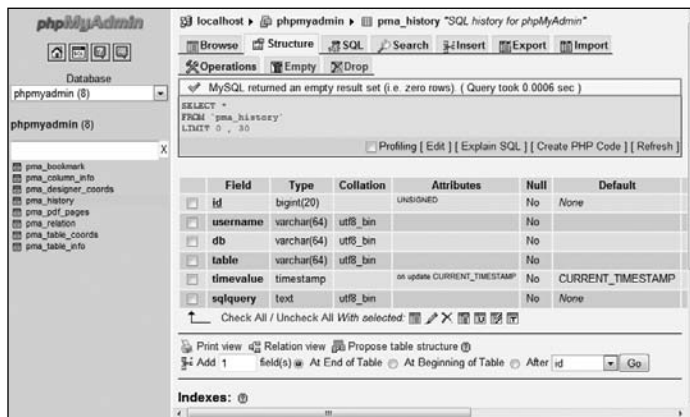 phpMyAdmin
Database
phpmyadmin (8)
phpmyadmin (8)
X
pma_bookmark
pma_column_info
pma_designer_coords
pma_history
pma_pdf_pages
pma_relation
pma_table_coords
pma_table_info
localhost ▸ phpmyadmin ▸ pma_history "SQL history for phpMyAdmin"
Browse Structure SQL Search Insert Export Import
Operations Empty Drop
MySQL returned an empty result set (i.e. zero rows). ( Query took 0.0006 sec )
SELECT *
FROM `pma_history`
LIMIT 0 , 30
Profiling [ Edit ] [ Explain SQL ] [ Create PHP Code ] [ Refresh ]
Field Type Collation Attributes Null Default
id bigint(20) UNSIGNED No None
username varchar(64) utf8_bin No
db varchar(64) utf8_bin No
table varchar(64) utf8_bin No
timevalue timestamp on update CURRENT_TIMESTAMP No CURRENT_TIMESTAMP
sqlquery text utf8_bin No None
Check All / Uncheck All With selected:
Print view Relation view Propose table structure
Add 1 field(s) At End of Table At Beginning of Table After id Go
Indexes: